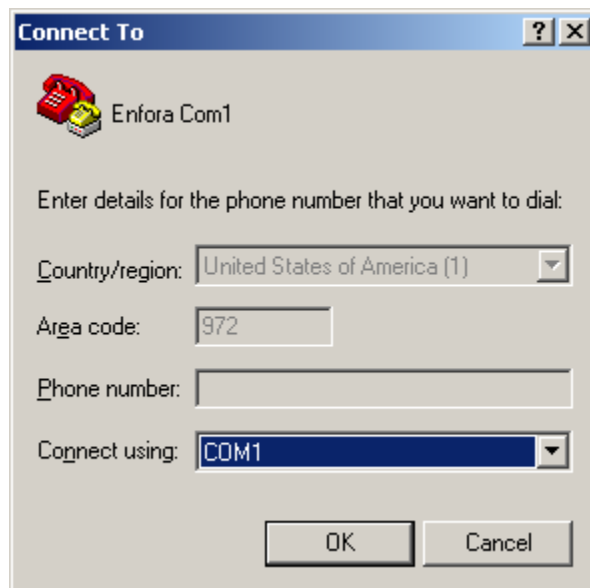 Connect To
Enfora Com1
Enter details for the phone number that you want to dial:
Country/region: United States of America (1)
Area code: 972
Phone number:
Connect using: COM1
OK Cancel